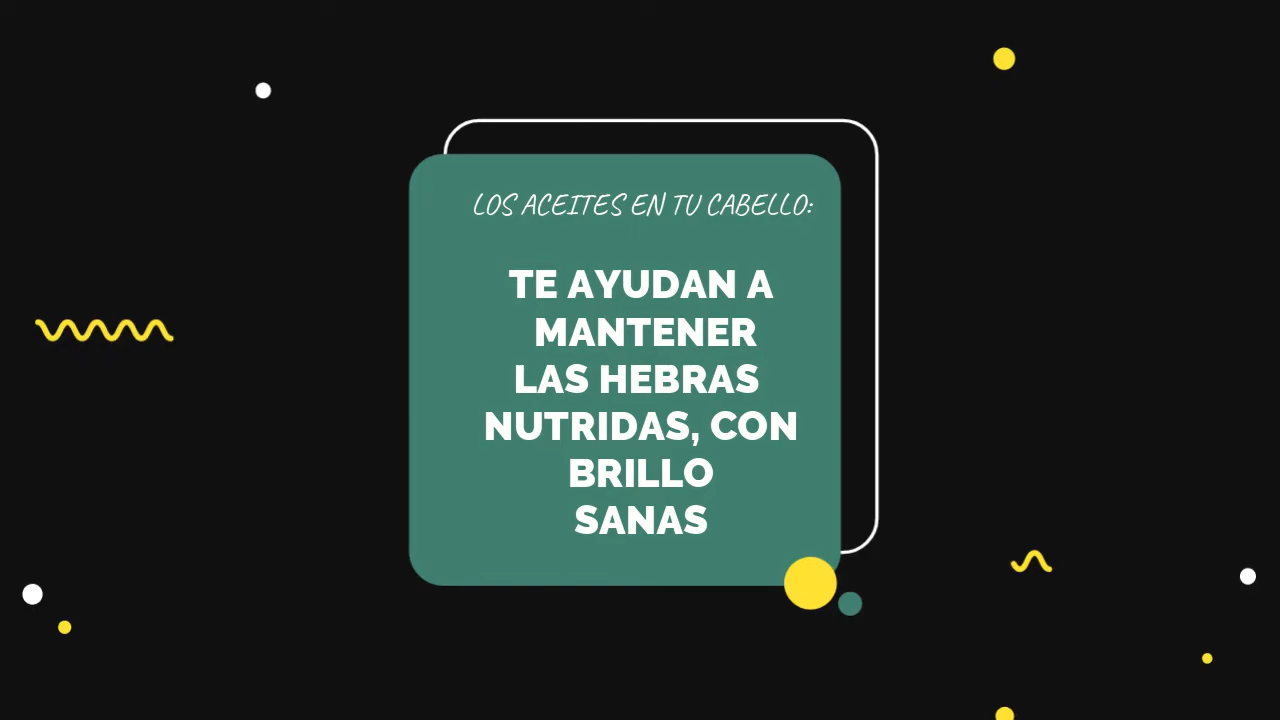 LOS ACEITES EN TU CABELLO:
TE AYUDAN A
MANTENER
LAS HEBRAS
NUTRIDAS, CON
BRILLO
SANAS